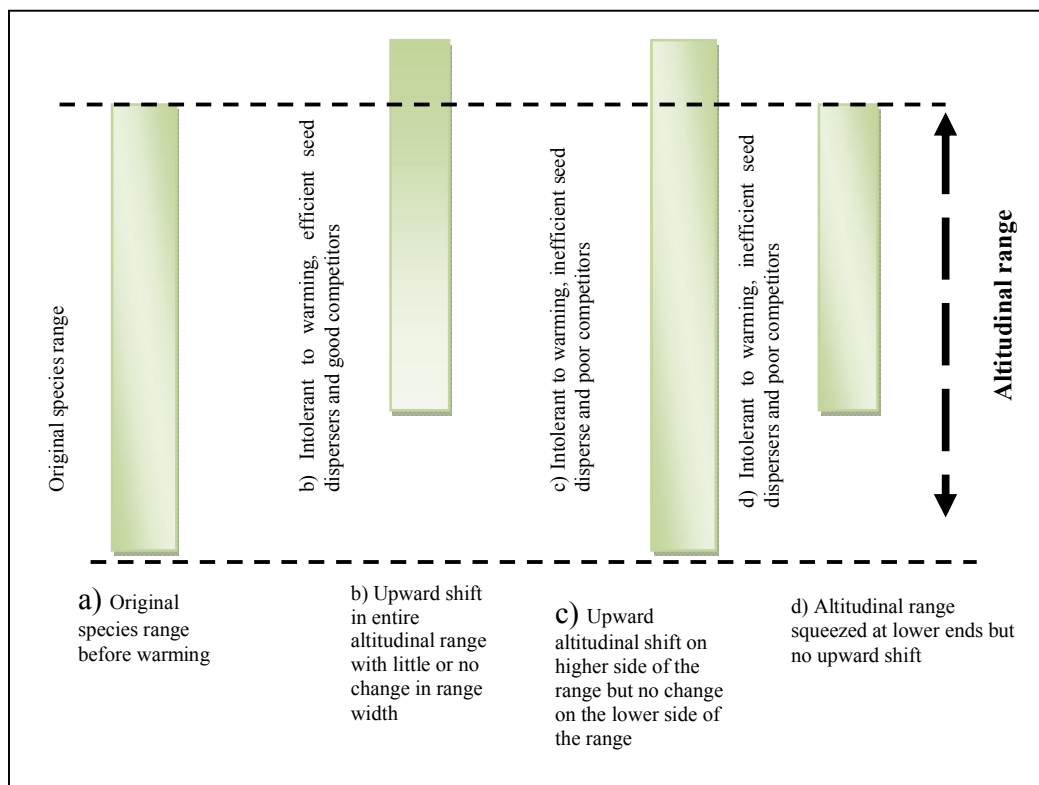 Original species range
b) Intolerant to warming, efficient seed
dispersers and good competitors
c) Intolerant to warming, inefficient seed
disperse and poor competitors
d) Intolerant to warming, inefficient seed
dispersers and poor competitors
Altitudinal range
a) Original
species range
before warming
b) Upward shift
in entire
altitudinal range
with little or no
change in range
width
c) Upward
altitudinal shift on
higher side of the
range but no change
on the lower side of
the range
d) Altitudinal range
squeezed at lower ends but
no upward shift